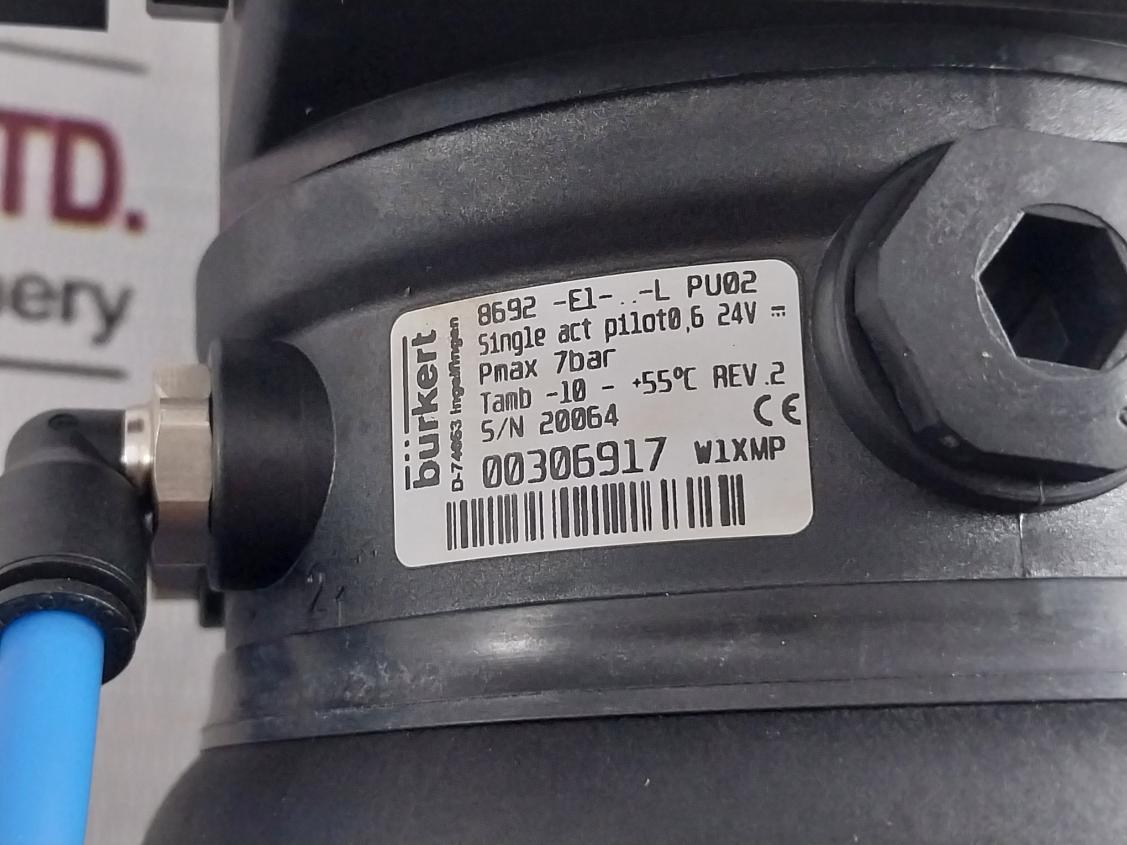 TD.
ery
bürkert
D-74653 Ingelfingen
8692 -E1-..-L PU02
Single act pilot0,6 24V ⎓
Pmax 7bar
Tamb -10 - +55°C REV.2
S/N 20064
CE
00306917 W1XMP